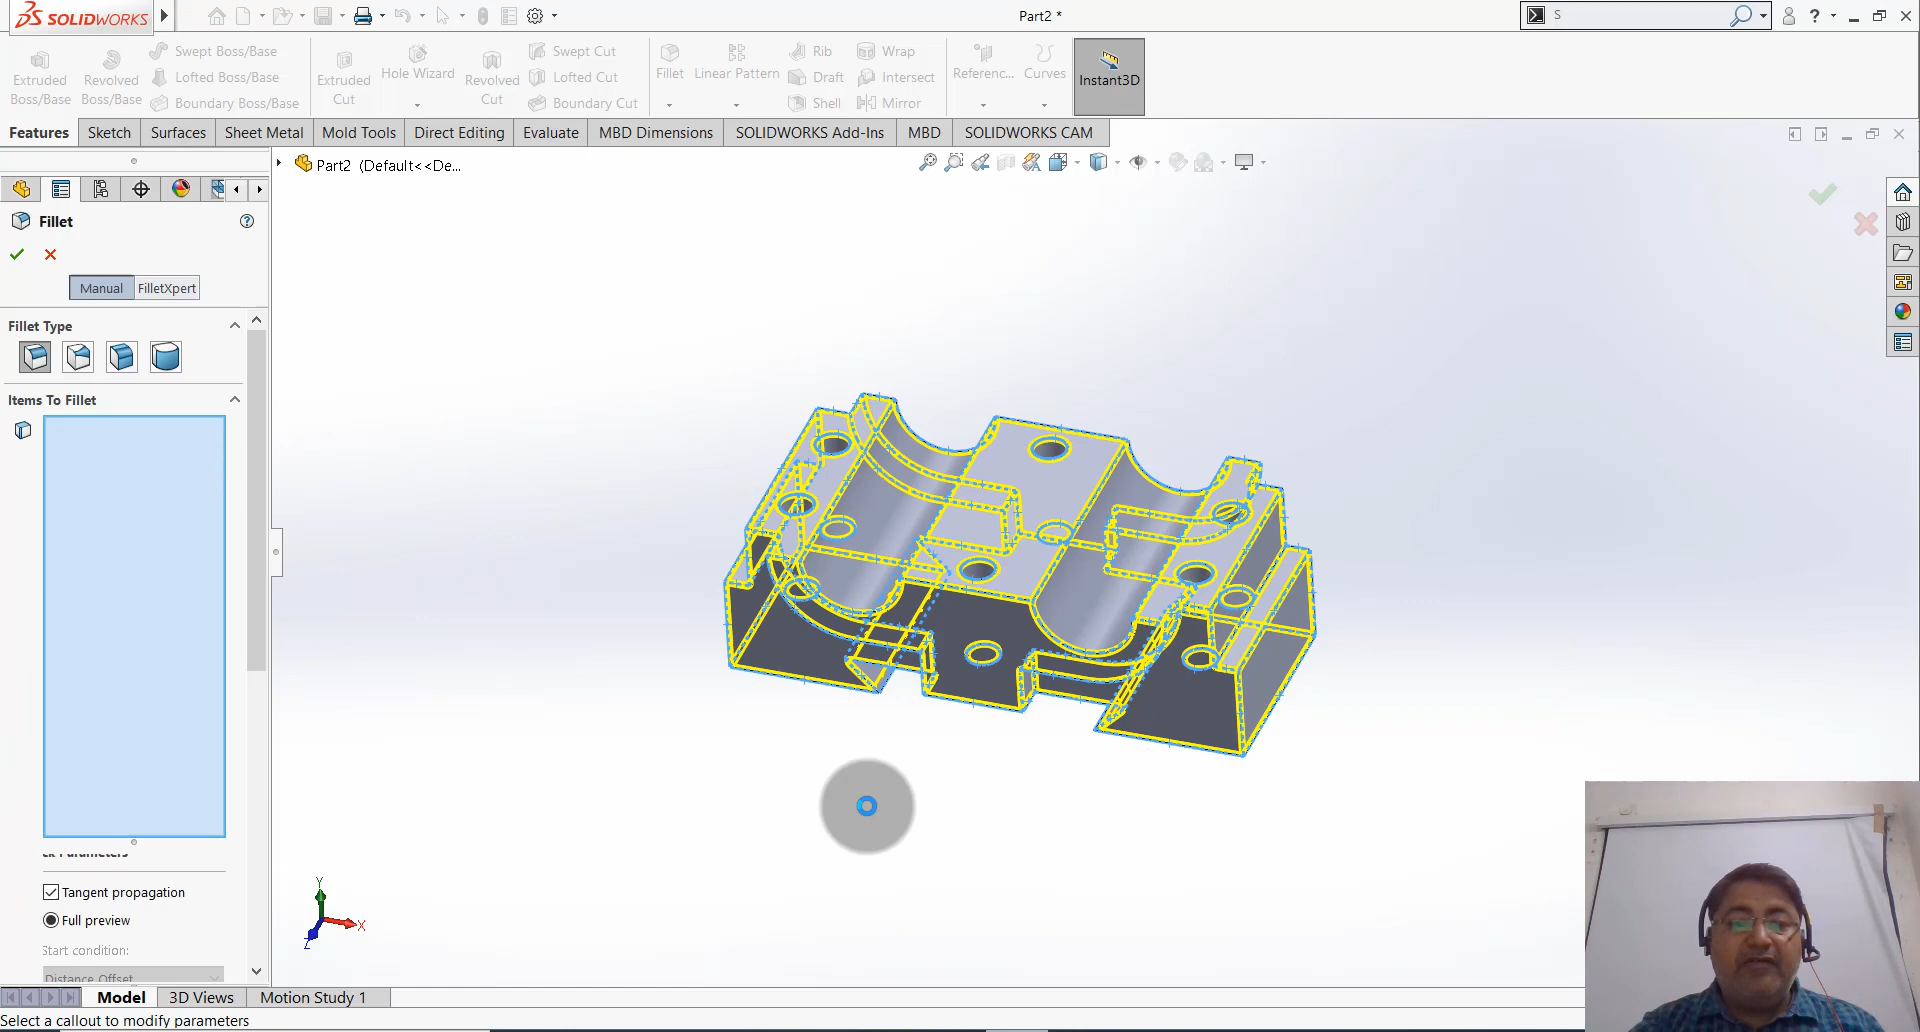 SOLIDWORKS
Part2 *
S
Extruded Boss/Base
Revolved Boss/Base
Swept Boss/Base
Lofted Boss/Base
Boundary Boss/Base
Extruded Cut
Hole Wizard
Revolved Cut
Swept Cut
Lofted Cut
Boundary Cut
Fillet
Linear Pattern
Rib
Draft
Shell
Wrap
Intersect
Mirror
Referenc...
Curves
Instant3D
Features
Sketch
Surfaces
Sheet Metal
Mold Tools
Direct Editing
Evaluate
MBD Dimensions
SOLIDWORKS Add-Ins
MBD
SOLIDWORKS CAM
Part2 (Default<<De...
Fillet
Manual
FilletXpert
Fillet Type
Items To Fillet
Tangent propagation
Full preview
Start condition:
Distance Offset
Y
X
Z
Model
3D Views
Motion Study 1
Select a callout to modify parameters